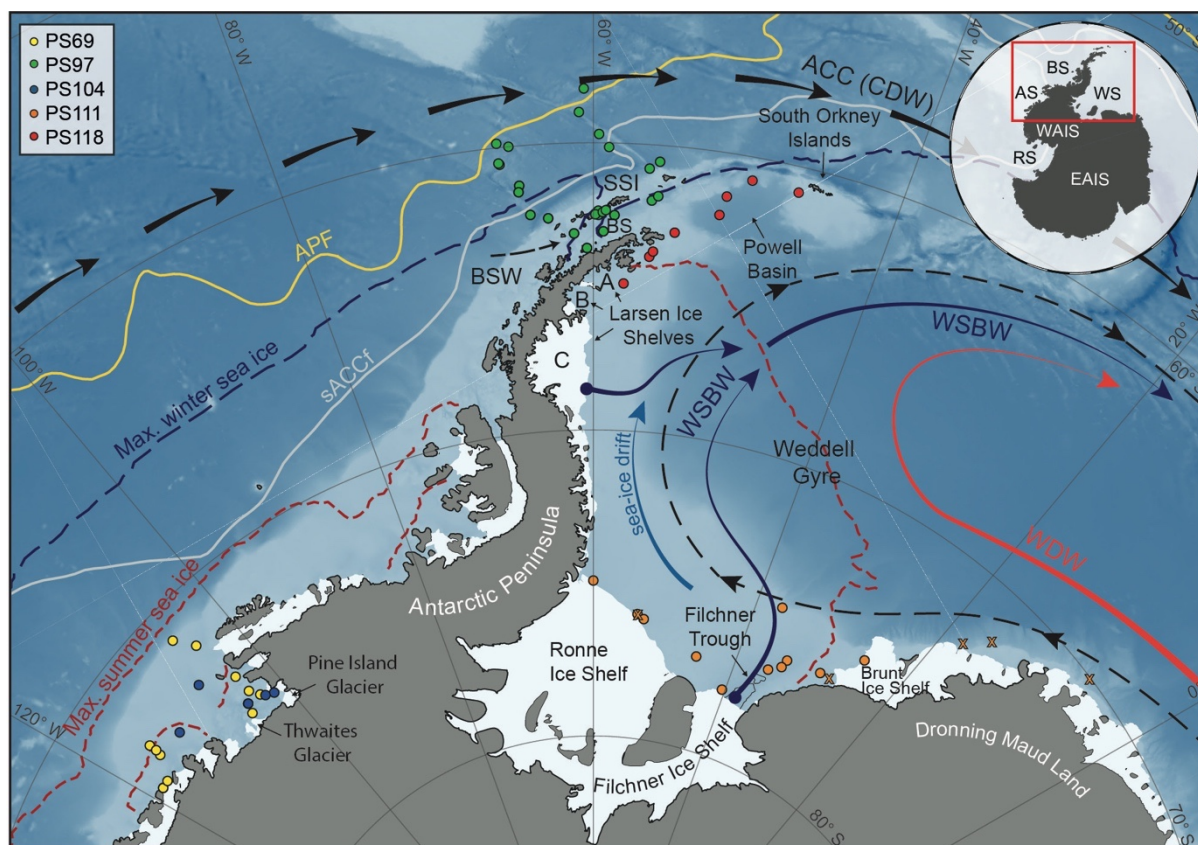 PS69
PS97
PS104
PS111
PS118
80° W
60° W
50°
40° W
ACC (CDW)
South Orkney
Islands
BS
AS
WS
WAIS
RS
EAIS
SSI
BS
APF
BSW
Powell
Basin
A
B
Larsen Ice
Shelves
C
100° W
Max. winter sea ice
sACCf
WSBW
WSBW
20° W
60°
Weddell
Gyre
sea-ice drift
WDW
Antarctic Peninsula
Max. summer sea ice
Filchner
Trough
Ronne
Ice Shelf
Pine Island
Glacier
Brunt
Ice Shelf
0
120° W
Thwaites
Glacier
Dronning Maud
Land
Filchner Ice Shelf
80° S
70° S